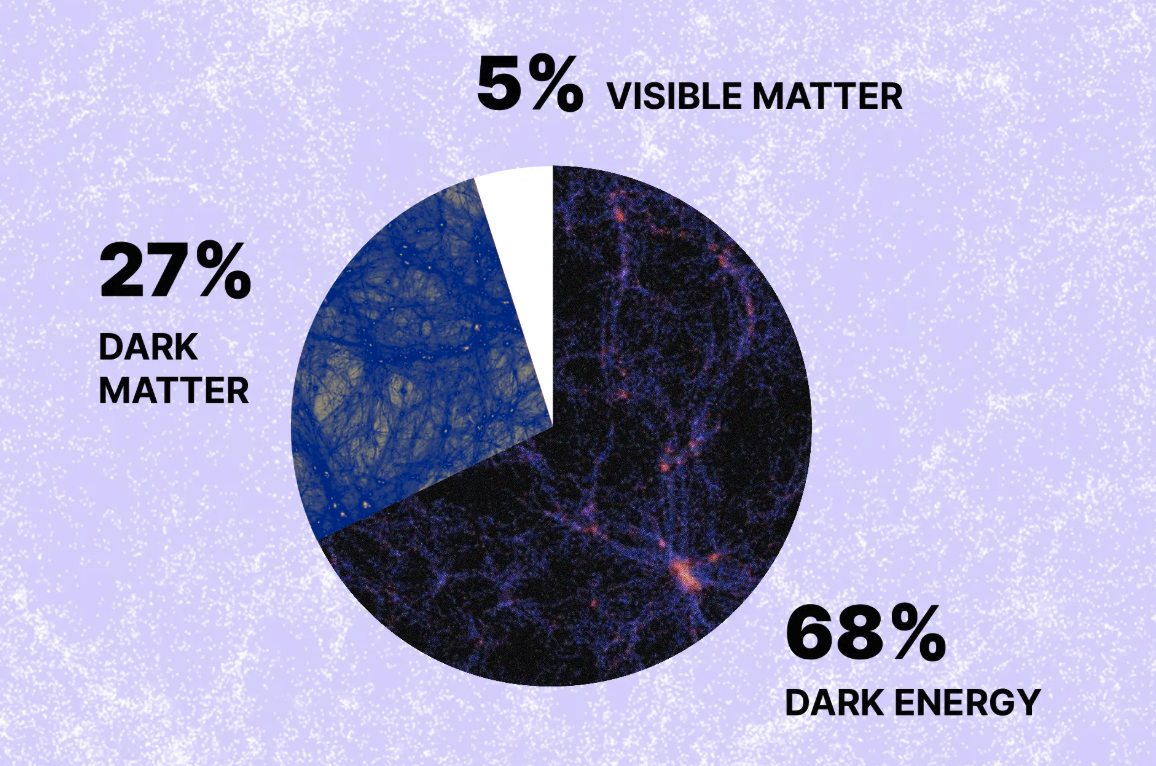 5% VISIBLE MATTER
27%
DARK
MATTER
68%
DARK ENERGY